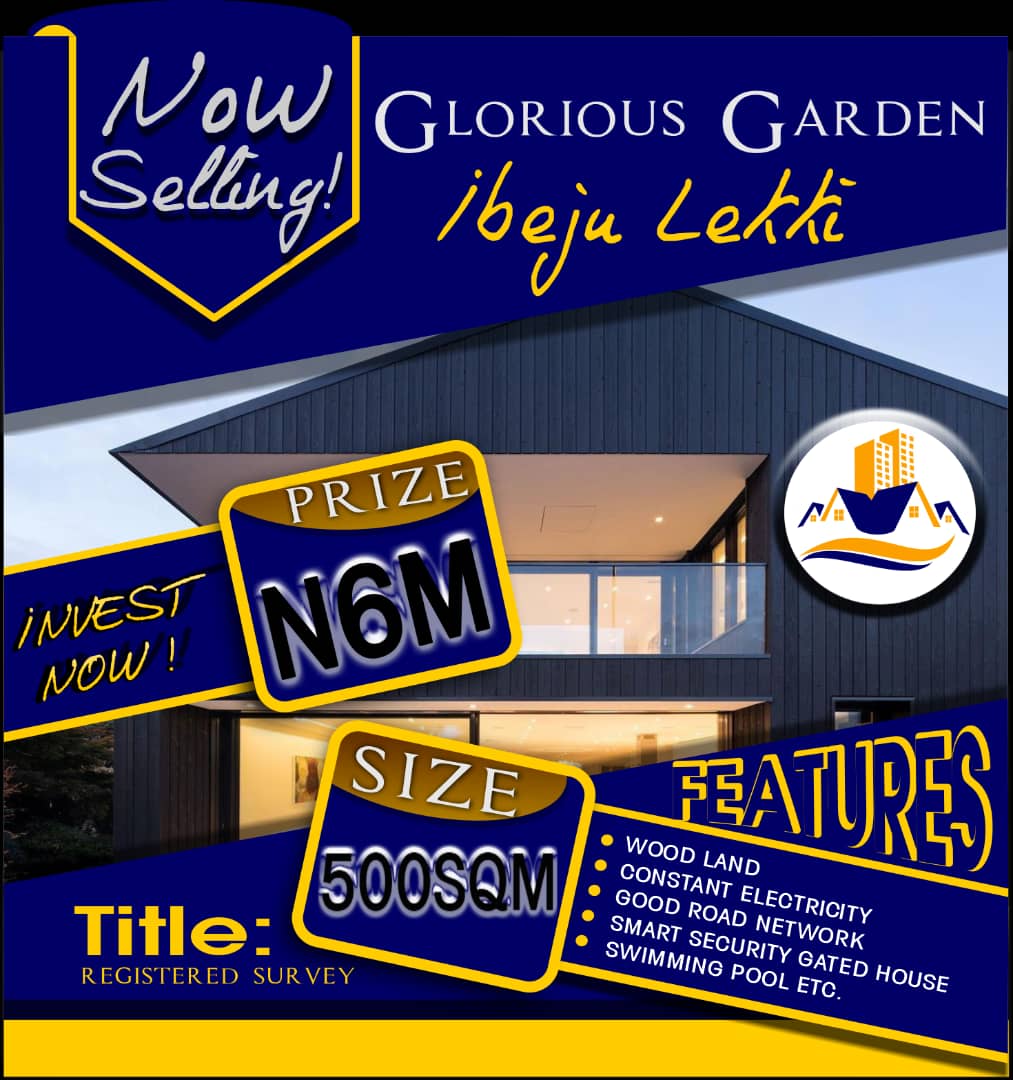 Now
Selling!
GLORIOUS GARDEN
ibeju Lekki
PRIZE
N6M
INVEST
NOW!
SIZE
500SQM
FEATURES
WOOD LAND
CONSTANT ELECTRICITY
GOOD ROAD NETWORK
SMART SECURITY GATED HOUSE
SWIMMING POOL ETC.
Title:
REGISTERED SURVEY